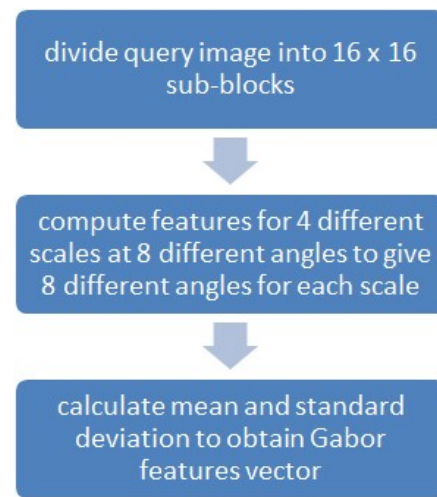 divide query image into 16 x 16
sub-blocks
compute features for 4 different
scales at 8 different angles to give
8 different angles for each scale
calculate mean and standard
deviation to obtain Gabor
features vector